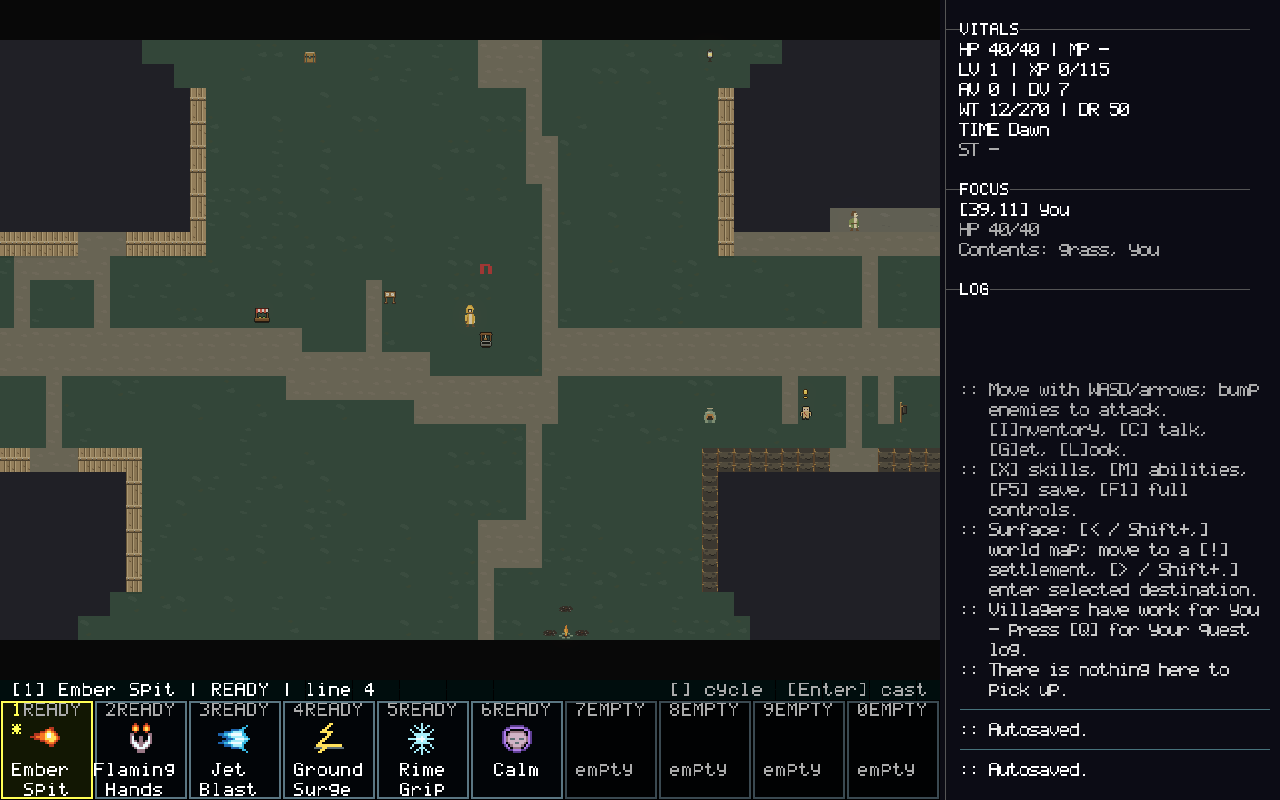 VITALS
HP 40/40 | MP -
LV 1 | XP 0/115
AV 0 | DV 7
WT 12/270 | DR 50
TIME Dawn
ST -
FOCUS
[39,11] You
HP 40/40
Contents: grass, You
LOG
:: Move with WASD/arrows; bump
enemies to attack.
[I]nventory, [C] talk,
[G]et, [L]ook.
:: [X] skills, [M] abilities,
[F5] save, [F1] full
controls.
:: Surface: [< / Shift+,]
world map; move to a [!]
settlement, [> / Shift+.]
enter selected destination.
:: Villagers have work for you
- Press [Q] for your quest
log.
:: There is nothing here to
pick up.
:: Autosaved.
:: Autosaved.
n
[1] Ember Spit | READY | line 4
[] cycle [Enter] cast
1READY 2READY 3READY 4READY 5READY 6READY 7EMPTY 8EMPTY 9EMPTY 0EMPTY
*
Ember Flaming Jet Ground Rime Calm empty empty empty empty
Spit Hands Blast Surge Grip